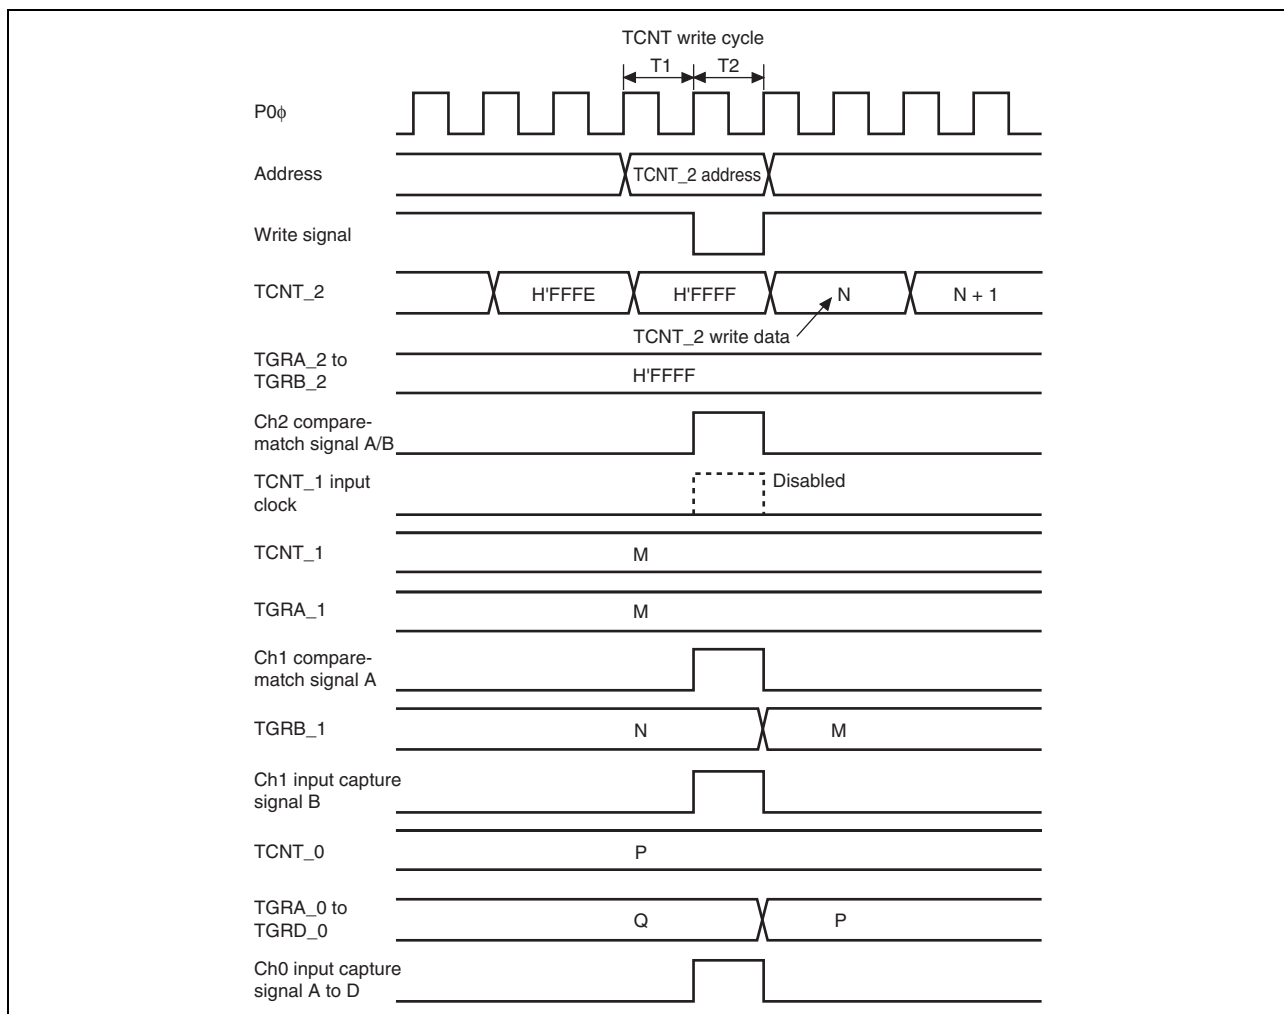 TCNT write cycle
T1 T2
P0ϕ
Address TCNT_2 address
Write signal
TCNT_2 H'FFFE H'FFFF N N + 1
TCNT_2 write data
TGRA_2 to
TGRB_2 H'FFFF
Ch2 compare-
match signal A/B
TCNT_1 input Disabled
clock
TCNT_1 M
TGRA_1 M
Ch1 compare-
match signal A
TGRB_1 N M
Ch1 input capture
signal B
TCNT_0 P
TGRA_0 to
TGRD_0 Q P
Ch0 input capture
signal A to D